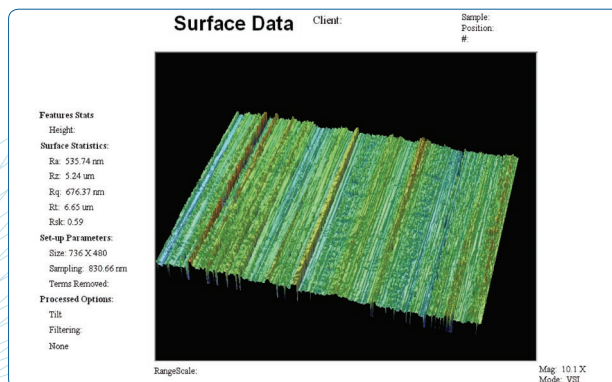 Surface Data
Client:
Sample:
Position:
#:
Features Stats
Height:
Surface Statistics:
Ra: 535.74 nm
Rz: 5.24 um
Rq: 676.37 nm
Rt: 6.65 um
Rsk: 0.59
Set-up Parameters:
Size: 736 X 480
Sampling: 830.66 nm
Terms Removed:
Processed Options:
Tilt
Filtering:
None
RangeScale:
Mag: 10.1 X
Mode: VSI